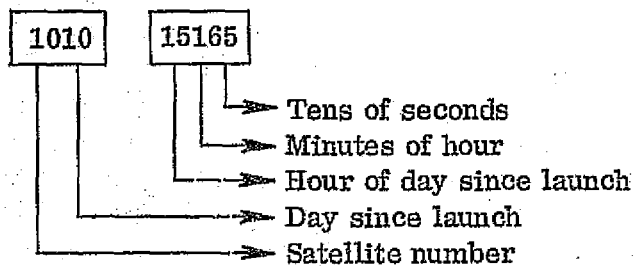 1010 15165
Tens of seconds
Minutes of hour
Hour of day since launch
Day since launch
Satellite number